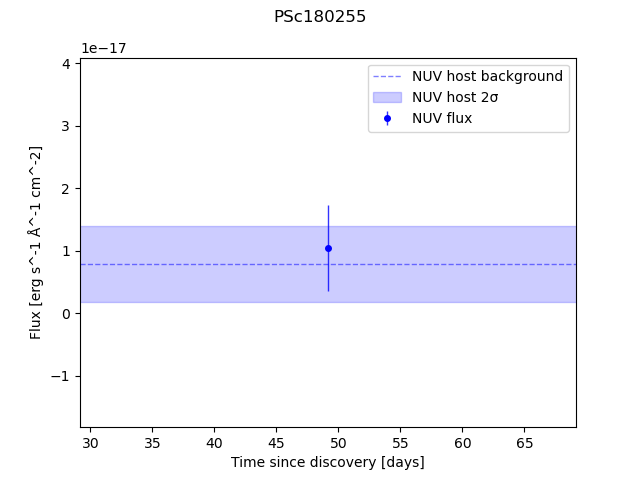 PSc180255
1e−17
NUV host background
NUV host 2σ
NUV flux
Flux [erg s^-1 Å^-1 cm^-2]
4
3
2
1
0
−1
30 35 40 45 50 55 60 65
Time since discovery [days]